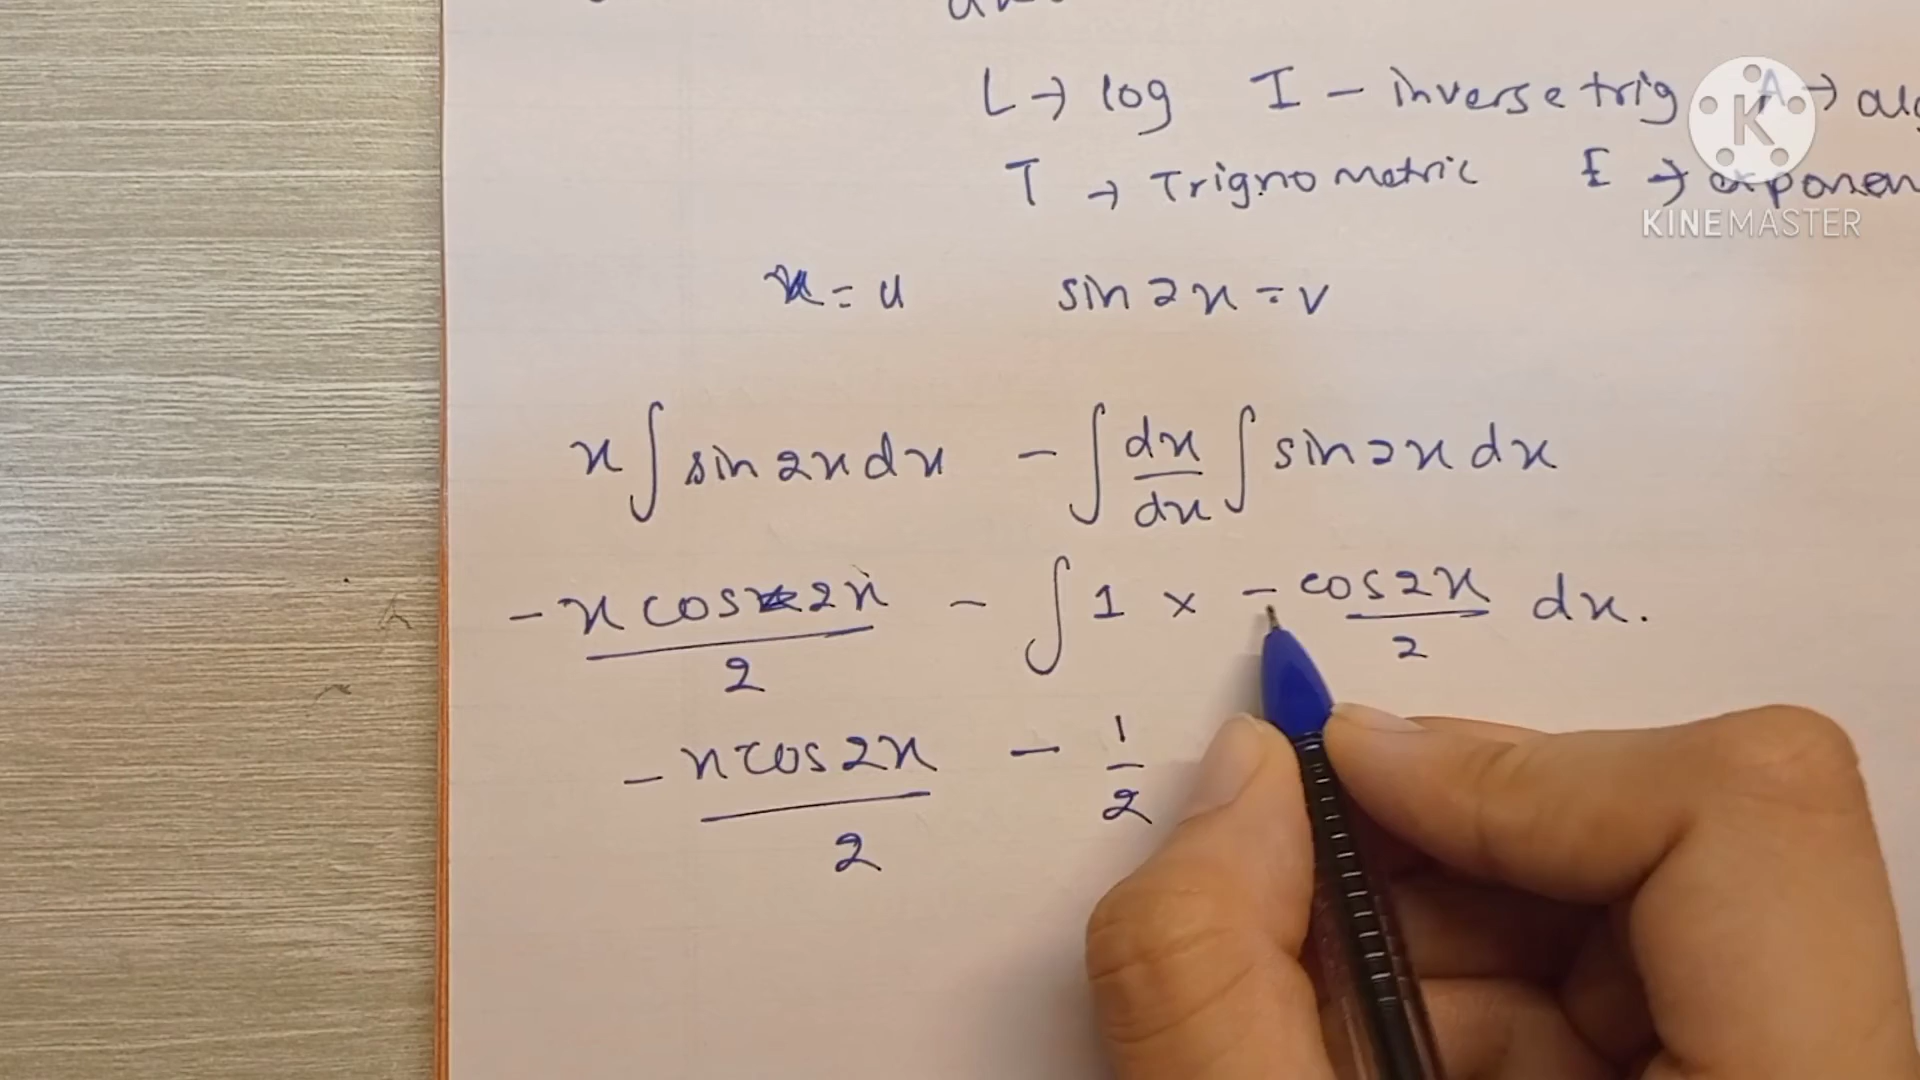 L → log I - inverse trig A →
T → Trignometric E →
x = u sin 2x = v
x ∫ sin 2x dx - ∫ dx/dx ∫ sin 2x dx
- x cos 2x / 2 - ∫ 1 × - cos 2x / 2 dx.
- x cos 2x / 2 - 1/2
K
KINEMASTER